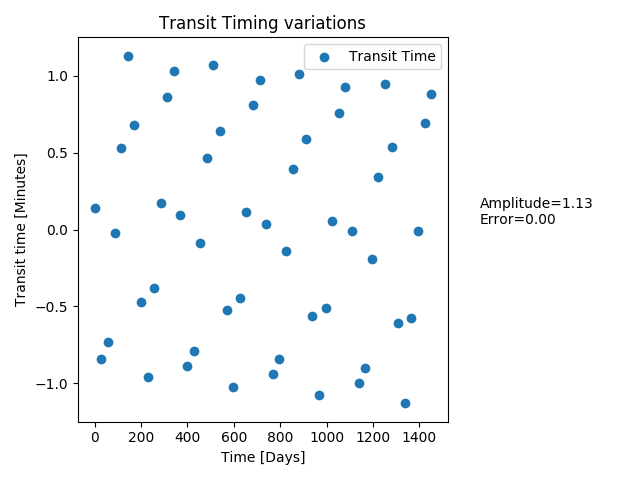 Transit Timing variations
Transit Time
1.0
0.5
0.0
−0.5
−1.0
Transit time [Minutes]
0 200 400 600 800 1000 1200 1400
Time [Days]
Amplitude=1.13
Error=0.00